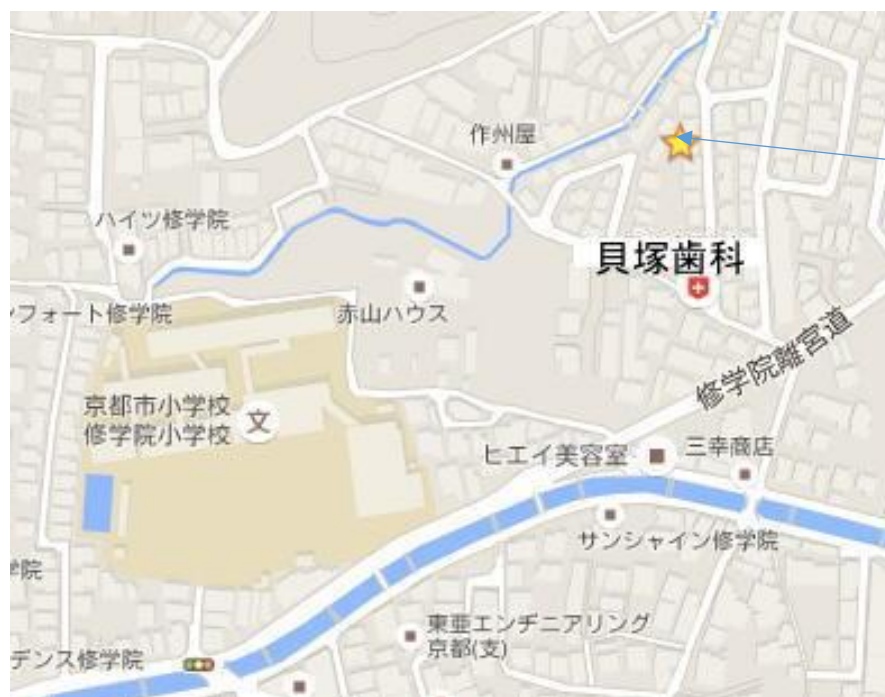 作州屋
ハイツ修学院
貝塚歯科
ンフォート修学院
赤山ハウス
修学院離宮道
京都市小学校
修学院小学校
文
ヒエイ美容室
三幸商店
サンシャイン修学院
学院
東亜エンヂニアリング
京都(支)
デンス修学院